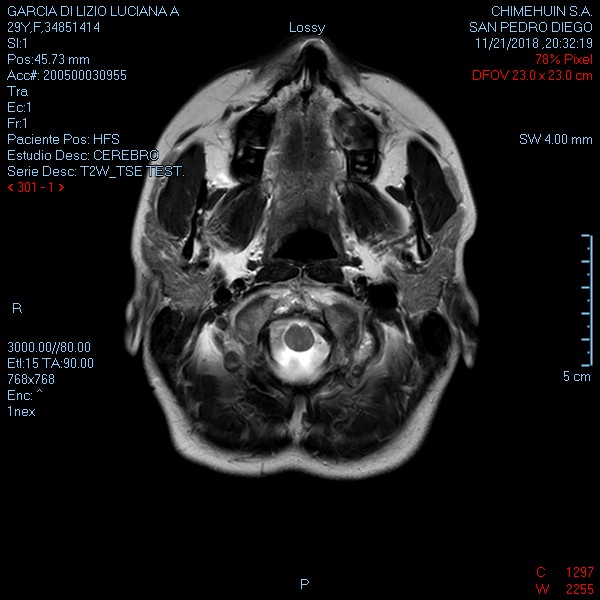 GARCIA DI LIZIO LUCIANA A
29Y,F,34851414
Sl:1
Pos:45.73 mm
Acc#: 200500030955
Tra
Ec:1
Fr:1
Paciente Pos: HFS
Estudio Desc: CEREBRO
Serie Desc: T2W_TSE TEST.
< 301 - 1 >
Lossy
CHIMEHUIN S.A.
SAN PEDRO DIEGO
11/21/2018 ,20:32:19
78% Pixel
DFOV 23.0 x 23.0 cm
SW 4.00 mm
R
3000.00//80.00
Etl:15 TA:90.00
768x768
Enc: ^
1nex
5 cm
P
C 1297
W 2255